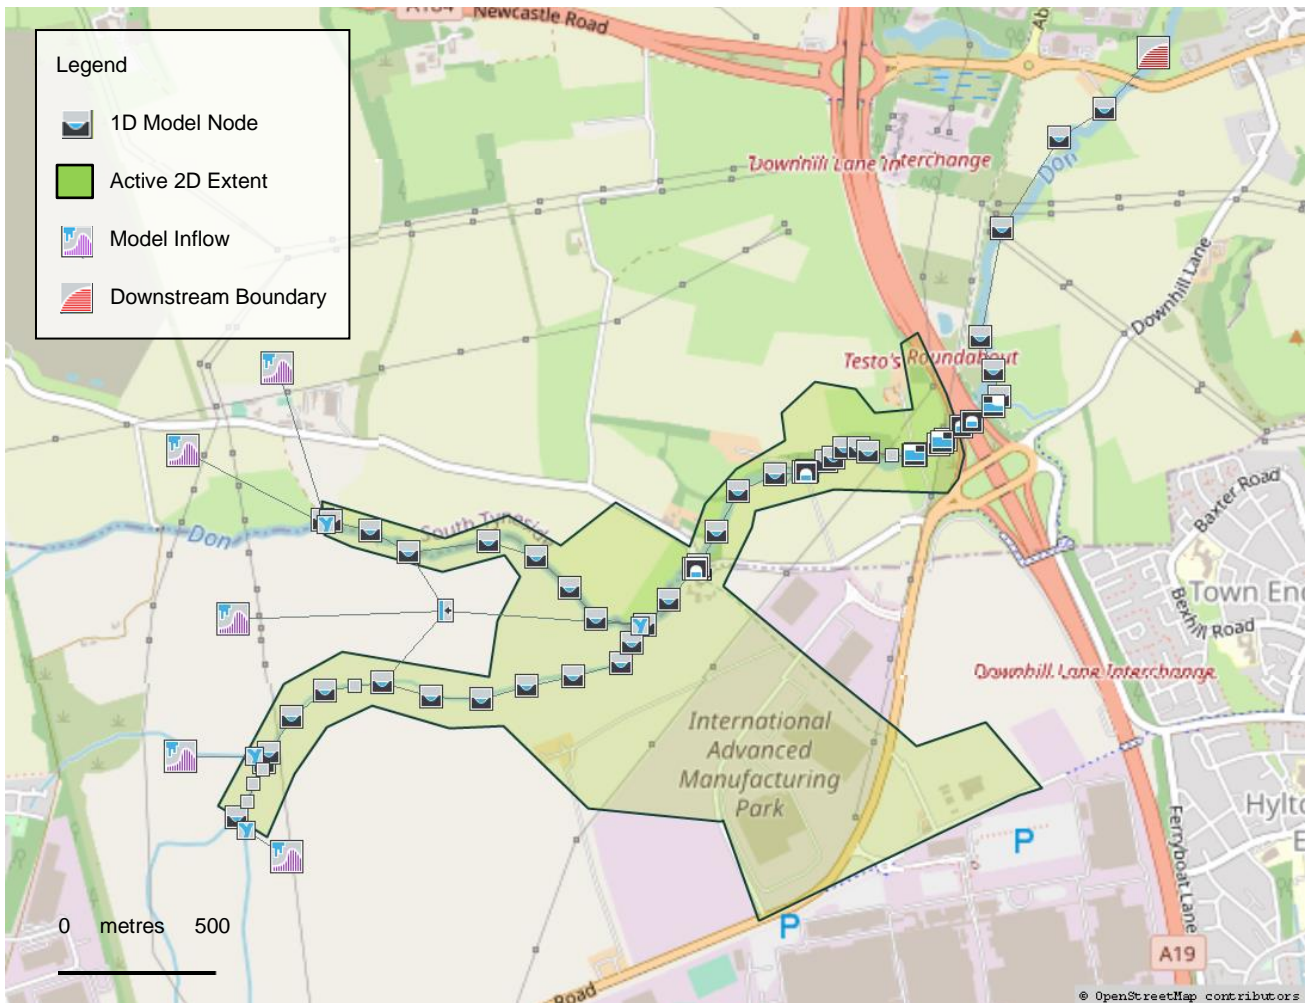 A184
Newcastle Road
Legend
1D Model Node
Active 2D Extent
Model Inflow
Downstream Boundary
Downhill Lane Interchange
Don
Downhill Lane
Testo's Roundabout
Don
South Tyneside
Baxter Road
Town End
Bexhill Road
Downhill Lane Interchange
International
Advanced
Manufacturing
Park
P
P
Ferryboat Lane
0 metres 500
A19
Road
© OpenStreetMap contributors